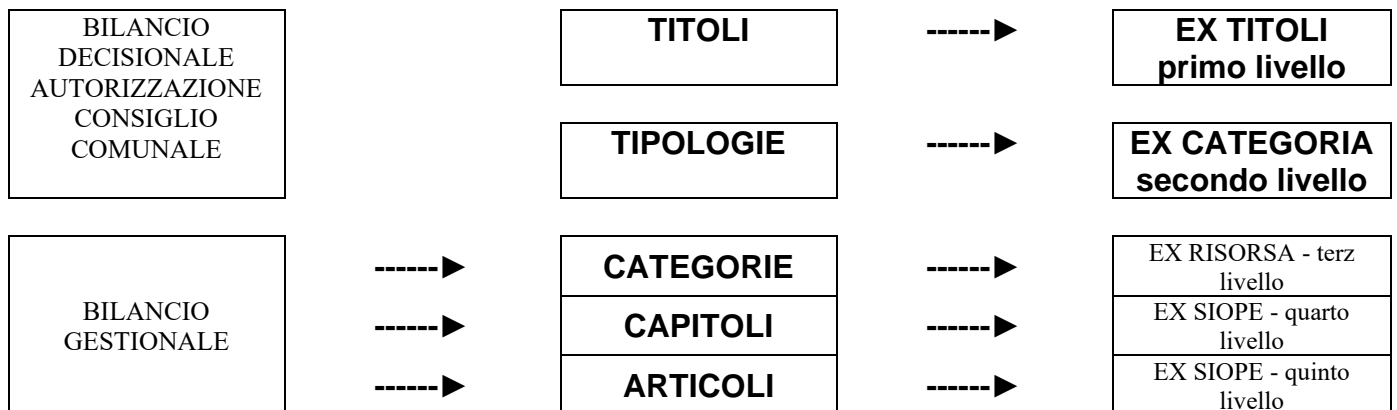 BILANCIO
DECISIONALE
AUTORIZZAZIONE
CONSIGLIO
COMUNALE
TITOLI
------►
EX TITOLI
primo livello
TIPOLOGIE
------►
EX CATEGORIA
secondo livello
BILANCIO
GESTIONALE
------►
CATEGORIE
------►
EX RISORSA - terz
livello
------►
CAPITOLI
------►
EX SIOPE - quarto
livello
------►
ARTICOLI
------►
EX SIOPE - quinto
livello